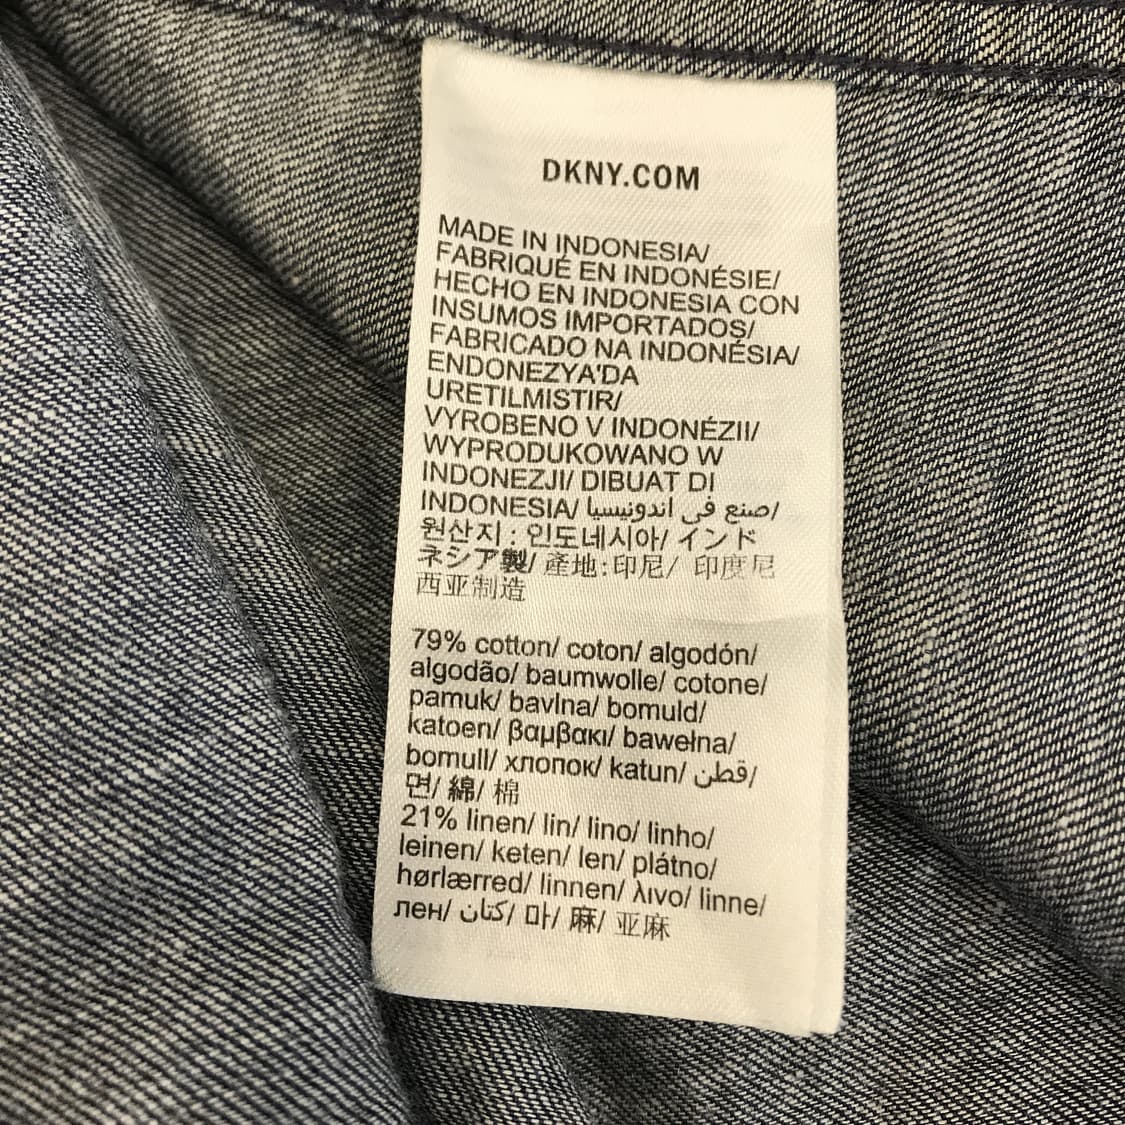 DKNY.COM
MADE IN INDONESIA/
FABRIQUÉ EN INDONÉSIE/
HECHO EN INDONESIA CON
INSUMOS IMPORTADOS/
FABRICADO NA INDONÉSIA/
ENDONEZYA'DA
URETILMISTIR/
VYROBENO V INDONÉZII/
WYPRODUKOWANO W
INDONEZJI/ DIBUAT DI
INDONESIA/ صنع في اندونيسيا/
원산지 : 인도네시아/ インド
ネシア製/ 產地:印尼/ 印度尼
西亚制造
79% cotton/ coton/ algodón/
algodão/ baumwolle/ cotone/
pamuk/ bavlna/ bomuld/
katoen/ βαμβακι/ bawełna/
bomull/ хлопок/ katun/ قطن/
면/ 綿/ 棉
21% linen/ lin/ lino/ linho/
leinen/ keten/ len/ plátno/
hørlærred/ linnen/ λινο/ linne/
лен/ كتان/ 마/ 麻/ 亚麻